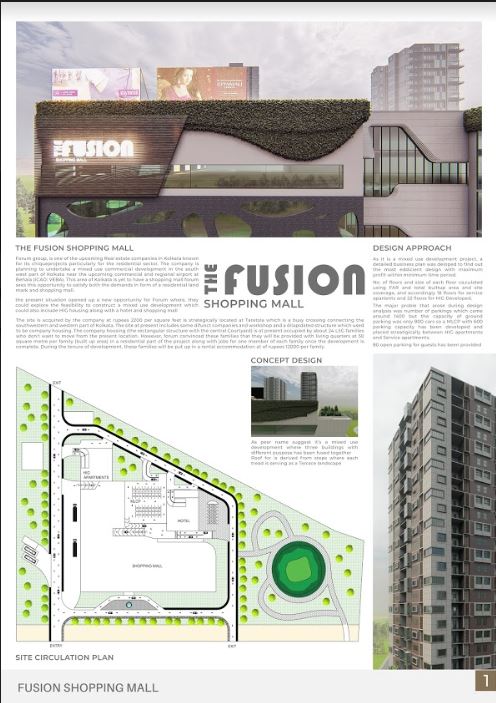 THE
FUSION
SHOPPING MALL
THE FUSION SHOPPING MALL
Forum group, is one of the upcoming Real estate companies in Kolkata known
for its chiqueprojects particularly for the residential sector. The company is
planning to undertake a mixed use commercial development in the south
west part of Kolkata near the upcoming commercial and regional airport at
Behala (ICAO: VEBA). This area of Kolkata is yet to have a shopping mall forum
sees this opportunity to satisfy both the demands in form of a residential land
mark and shopping mall.
the present situation opened up a new opportunity for Forum where, they
could explore the feasibility to construct a mixed use development which
could also include HIG housing along with a hotel and shopping mall
The site is acquired by the company at rupees 2200 per square feet is strategically located at Taratola which is a busy crossing connecting the
southwestern and western part of Kolkata. The site at present includes some defunct companies and workshop and a dilapidated structure which used
to be company housing. The company housing (the rectangular structure with the central Courtyard) is at present occupied by about 24 LIG families
who don't want to move from the present location. However, forum convinced these families that they will be provided with living quarters at 50
square metre per family (built up area) in a residential part of the project along with jobs for one member of each family once the development is
complete. During the tenure of development, these families will be put up in a rental accommodation at of rupees 12000 per family.
THE
FUSION
SHOPPING MALL
DESIGN APPROACH
As it is a mixed use development project, a
detailed business plan was deigned to find out
the most edecient design with maximum
profit within minimum time period.
No. of floors and size of each floor calculated
using FAR and total builtup area and site
coverage, and accordingly 18 floors for service
apatents and 22 floors for HIG Developed.
The major probe that arose during design
analysis was number of parkings which came
around 1400 but the capacity of ground
parking was only 900 cars so a MLCP with 600
parking capacity has been developed and
placed strategically between HIG apartments
and Service apartments.
90 open parking for guests has been provided
CONCEPT DESIGN
As peer name suggest it's a mixed use
development where three buildings with
different purpose has been fused together
Roof for is derived from steps where each
tread is serving as a Terrace landscape
EXIT
HIG
APARTMENTS
MLCP
HOTEL
SHOPPING MALL
ENTRY
EXIT
SITE CIRCULATION PLAN
FUSION SHOPPING MALL
1